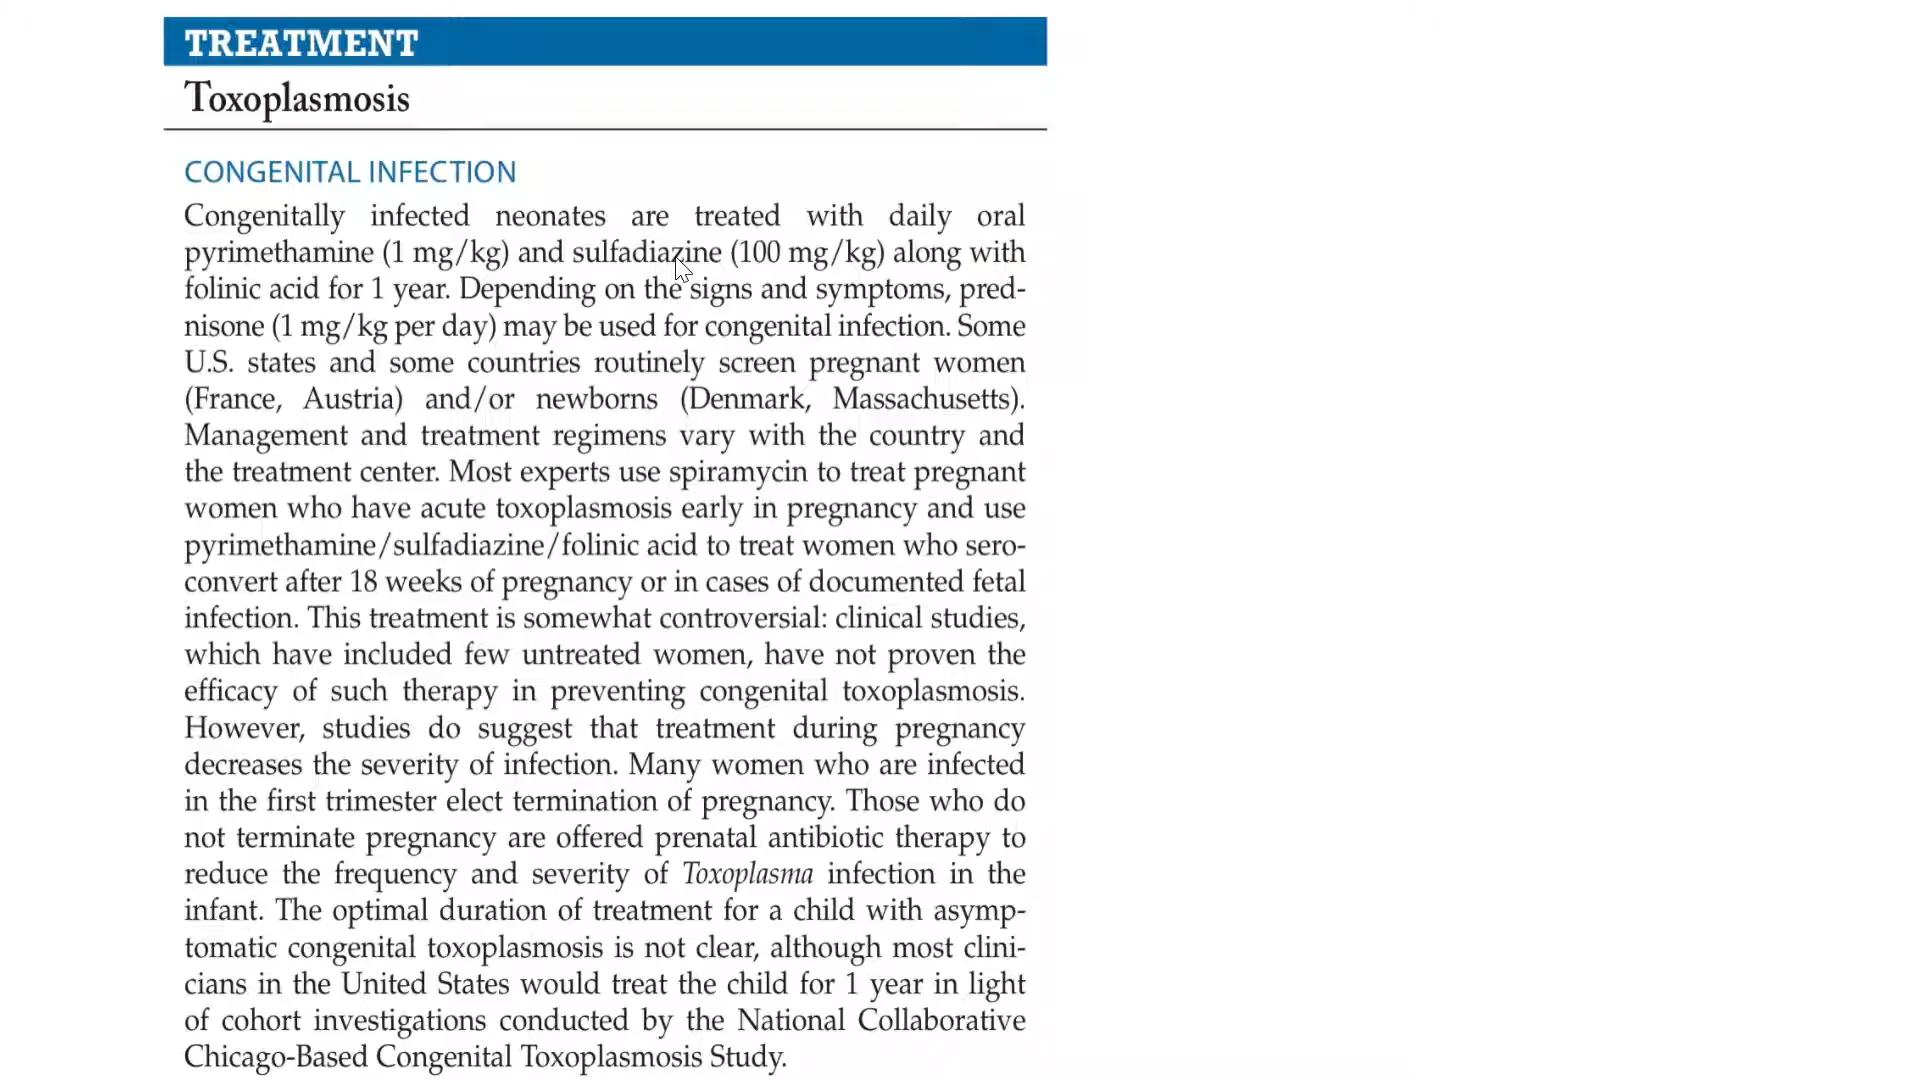 TREATMENT
Toxoplasmosis
CONGENITAL INFECTION
Congenitally infected neonates are treated with daily oral
pyrimethamine (1 mg/kg) and sulfadiazine (100 mg/kg) along with
folinic acid for 1 year. Depending on the signs and symptoms, pred-
nisone (1 mg/kg per day) may be used for congenital infection. Some
U.S. states and some countries routinely screen pregnant women
(France, Austria) and/or newborns (Denmark, Massachusetts).
Management and treatment regimens vary with the country and
the treatment center. Most experts use spiramycin to treat pregnant
women who have acute toxoplasmosis early in pregnancy and use
pyrimethamine/sulfadiazine/folinic acid to treat women who sero-
convert after 18 weeks of pregnancy or in cases of documented fetal
infection. This treatment is somewhat controversial: clinical studies,
which have included few untreated women, have not proven the
efficacy of such therapy in preventing congenital toxoplasmosis.
However, studies do suggest that treatment during pregnancy
decreases the severity of infection. Many women who are infected
in the first trimester elect termination of pregnancy. Those who do
not terminate pregnancy are offered prenatal antibiotic therapy to
reduce the frequency and severity of Toxoplasma infection in the
infant. The optimal duration of treatment for a child with asymp-
tomatic congenital toxoplasmosis is not clear, although most clini-
cians in the United States would treat the child for 1 year in light
of cohort investigations conducted by the National Collaborative
Chicago-Based Congenital Toxoplasmosis Study.